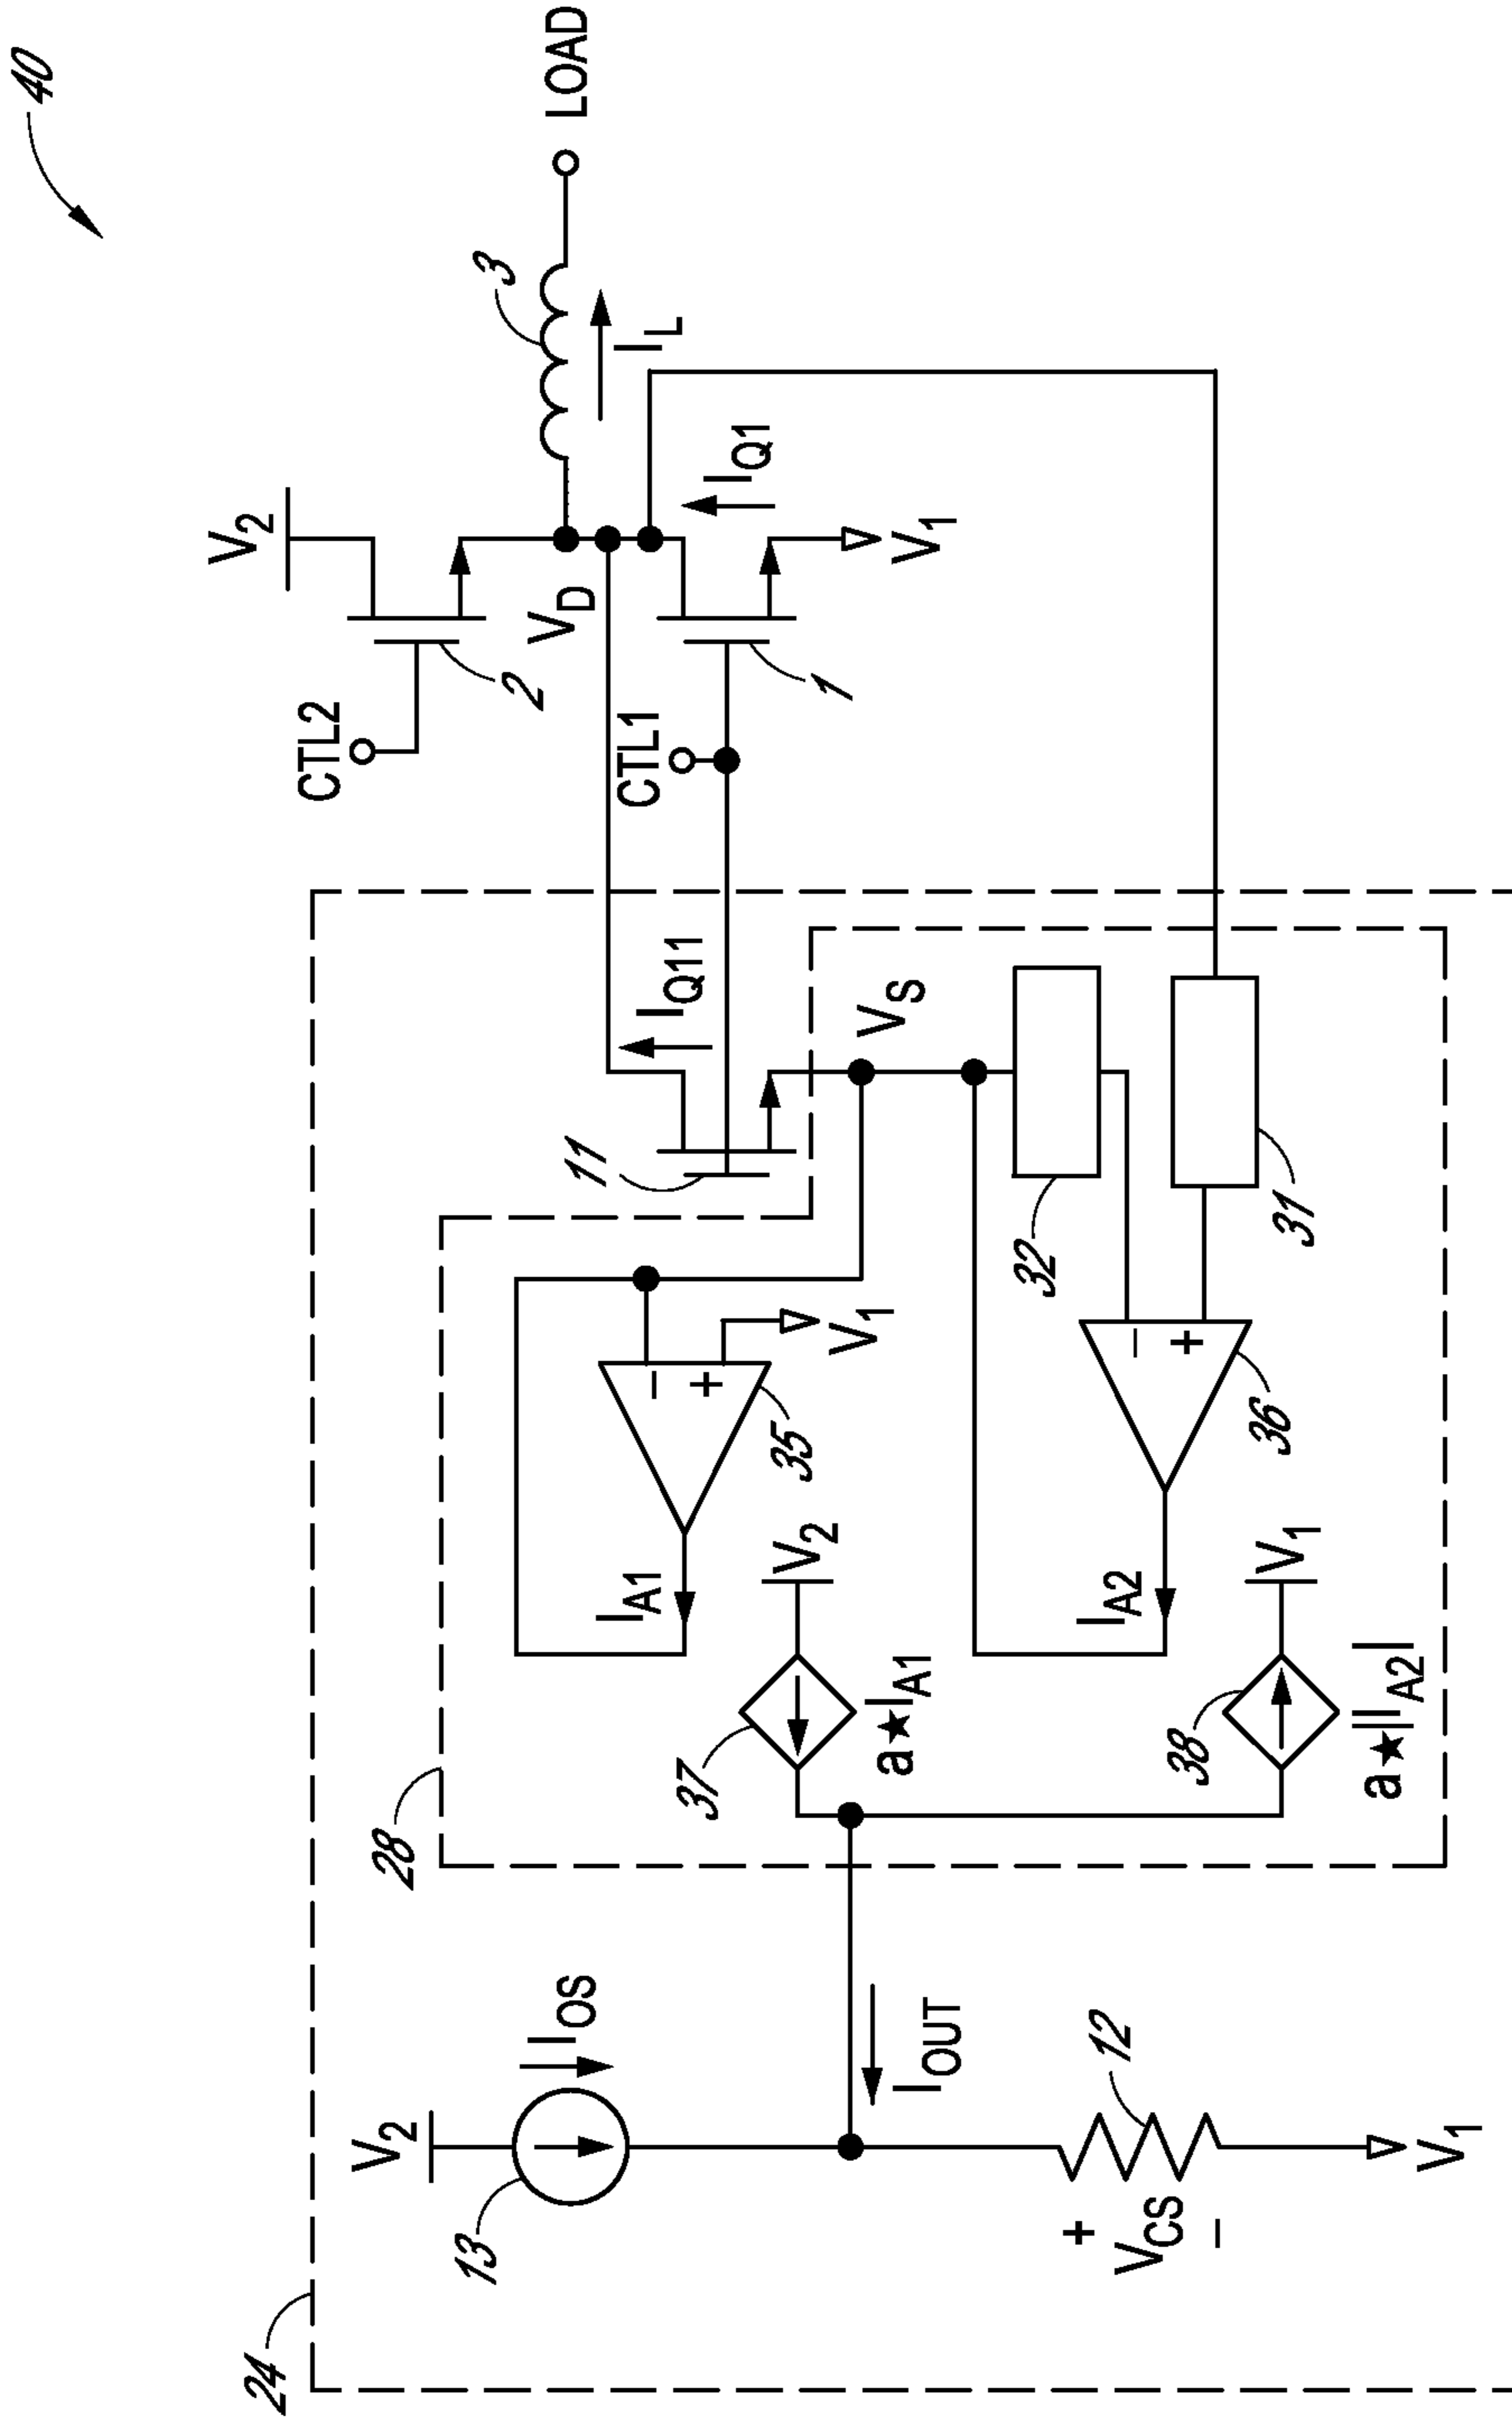 40
24
28
V2
CTL2
2
VD
3
LOAD
IL
CTL1
1
IQ1
V1
11
IQ11
VS
V2
13
IOS
IOUT
12
+
VCS
−
V1
37
V2
a★IA1
IA1
−
+
35
V1
32
31
38
V1
a★|IA2|
IA2
−
+
36